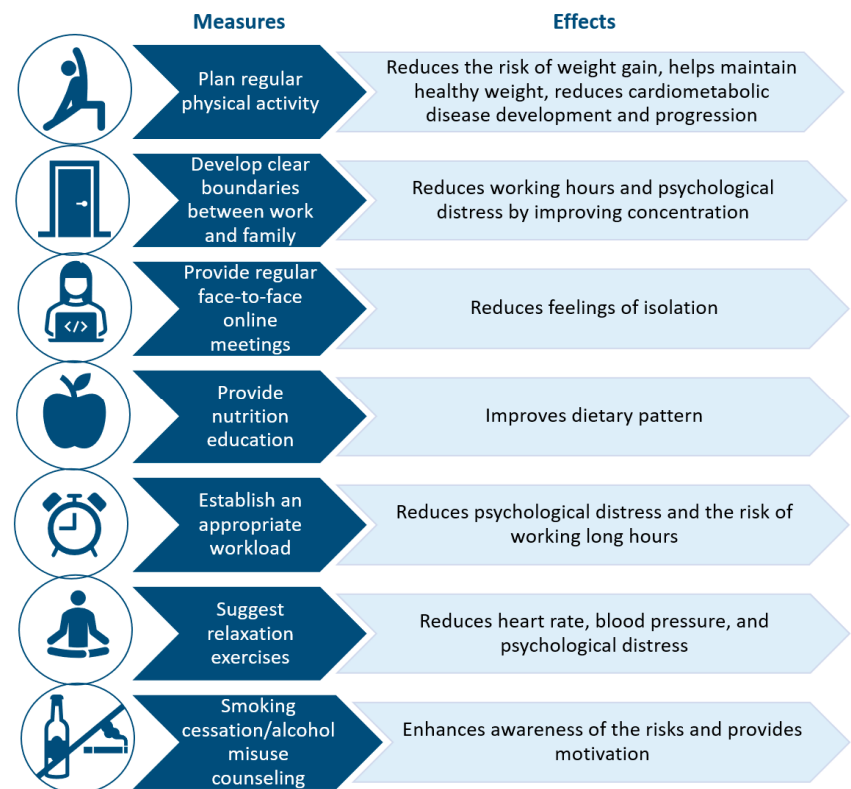 Measures
Effects
Plan regular
physical activity
Reduces the risk of weight gain, helps maintain
healthy weight, reduces cardiometabolic
disease development and progression
Develop clear
boundaries
between work
and family
Reduces working hours and psychological
distress by improving concentration
Provide regular
face-to-face
online
meetings
</>
Reduces feelings of isolation
Provide
nutrition
education
Improves dietary pattern
Establish an
appropriate
workload
Reduces psychological distress and the risk of
working long hours
Suggest
relaxation
exercises
Reduces heart rate, blood pressure, and
psychological distress
Smoking
cessation/alcohol
misuse
counseling
Enhances awareness of the risks and provides
motivation